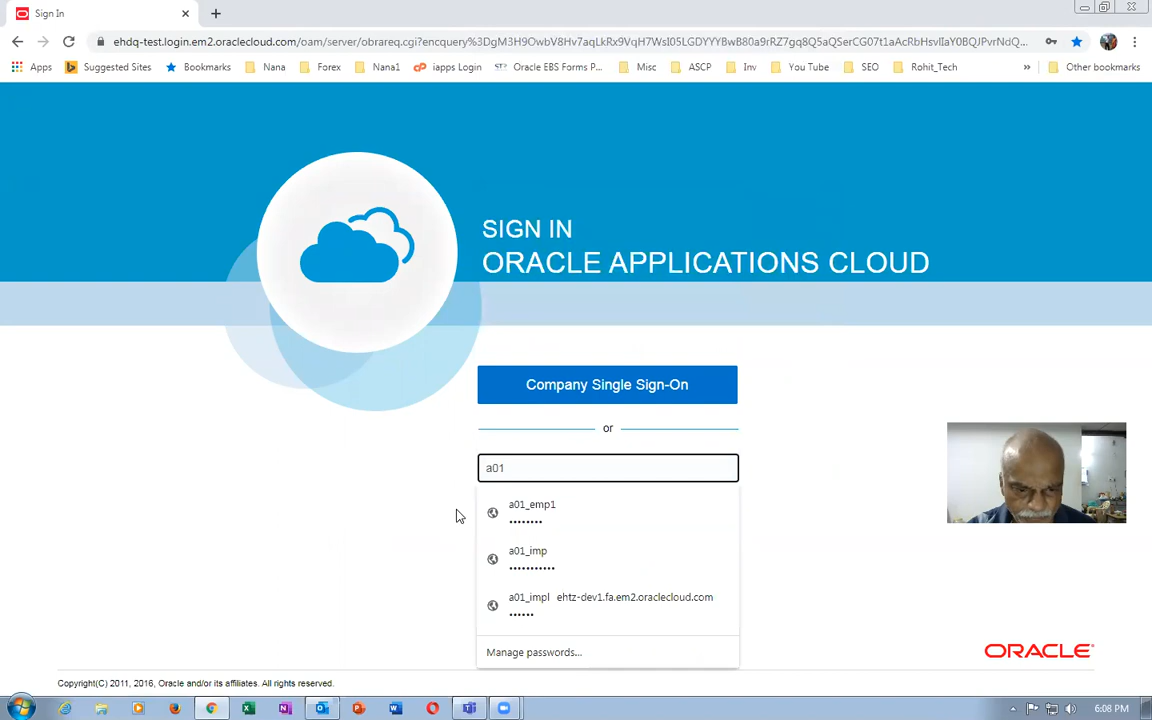 Sign In
ehdq-test.login.em2.oraclecloud.com/oam/server/obrareq.cgi?encquery%3DgM3H9OwbV8Hv7aqLkRx9VqH7WsI05LGDYYYBwB80a9rRZ7gq8Q5aQSerCG07t1aAcRbHsvlIaY0BQJPvrNdQ...
Apps
Suggested Sites
Bookmarks
Nana
Forex
Nana1
iapps Login
Oracle EBS Forms P...
Misc
ASCP
Inv
You Tube
SEO
Rohit_Tech
»
Other bookmarks
SIGN IN
ORACLE APPLICATIONS CLOUD
Company Single Sign-On
or
a01
a01_emp1
••••••••
a01_imp
•••••••••••
a01_impl ehtz-dev1.fa.em2.oraclecloud.com
••••••
Manage passwords...
ORACLE
Copyright(C) 2011, 2016, Oracle and/or its affiliates. All rights reserved.
6:08 PM